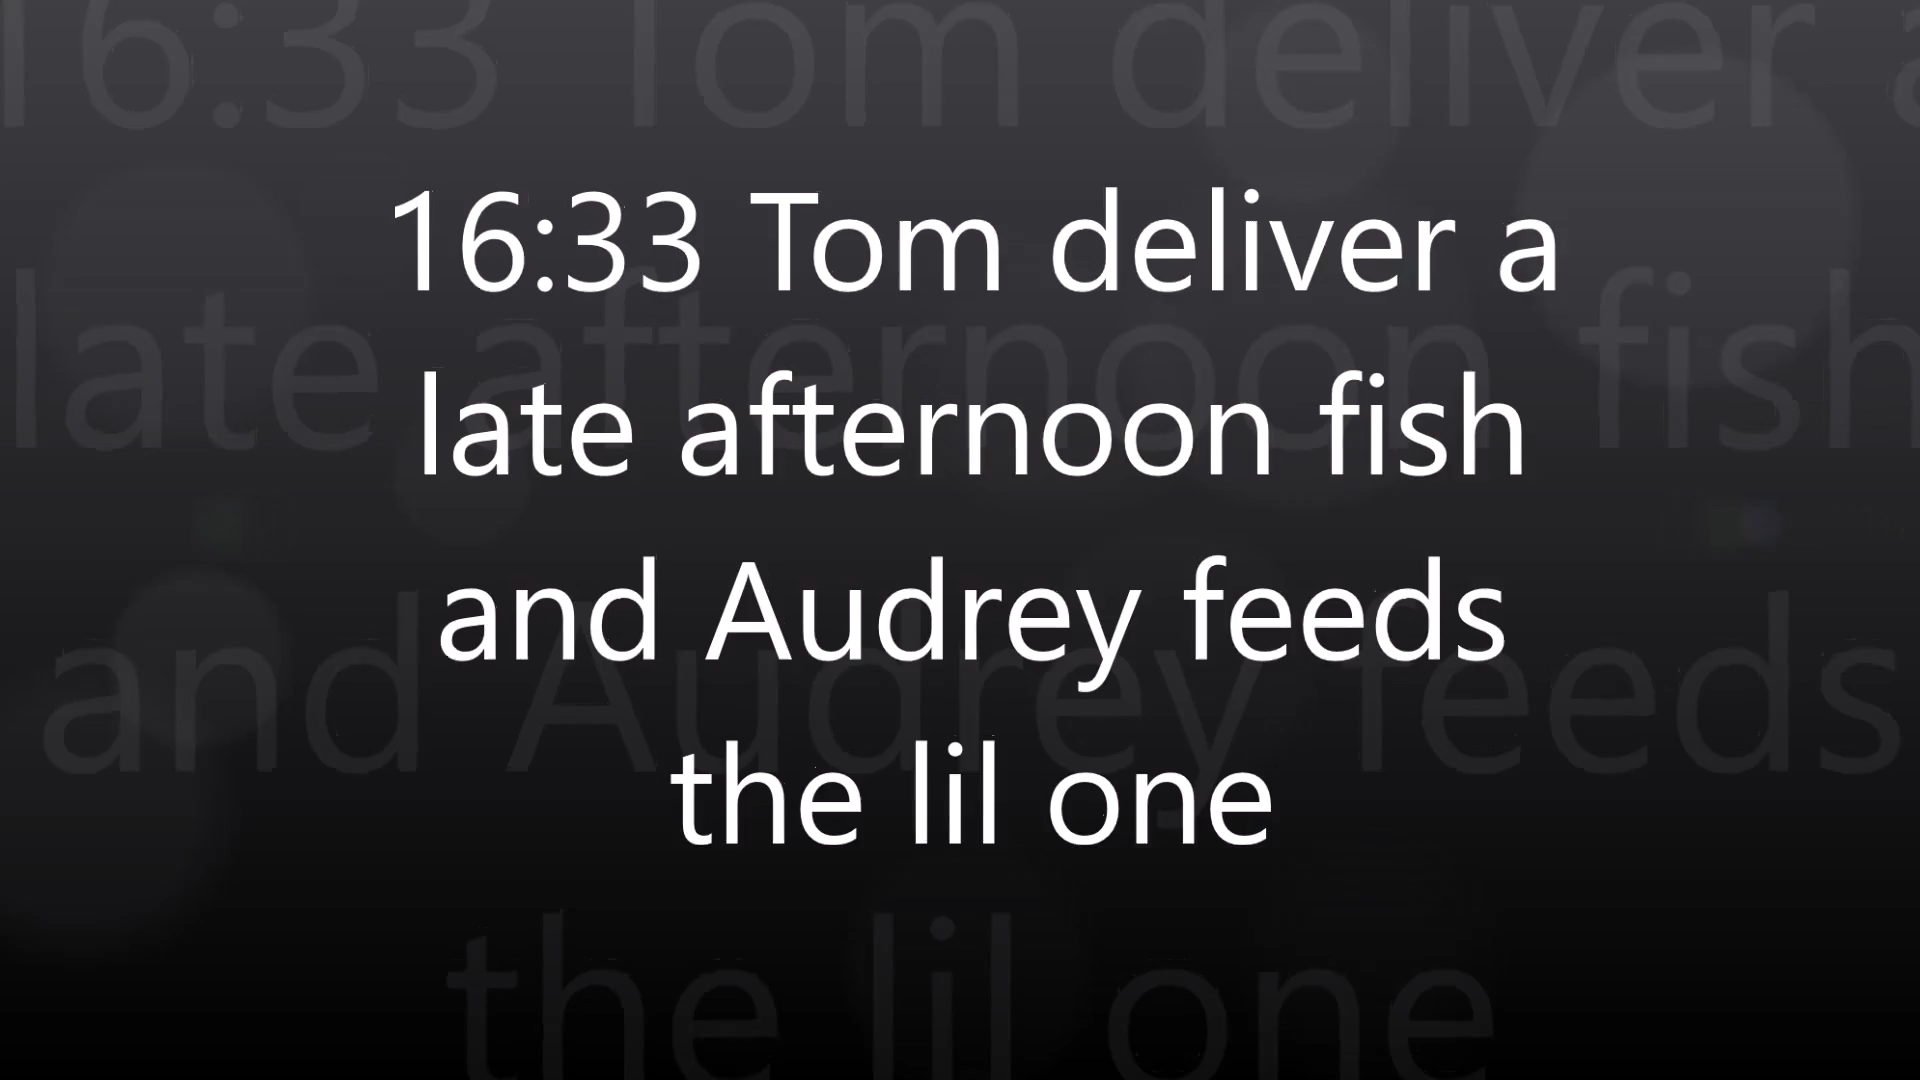 16:33 Tom deliver a
late afternoon fish
and Audrey feeds
the lil one